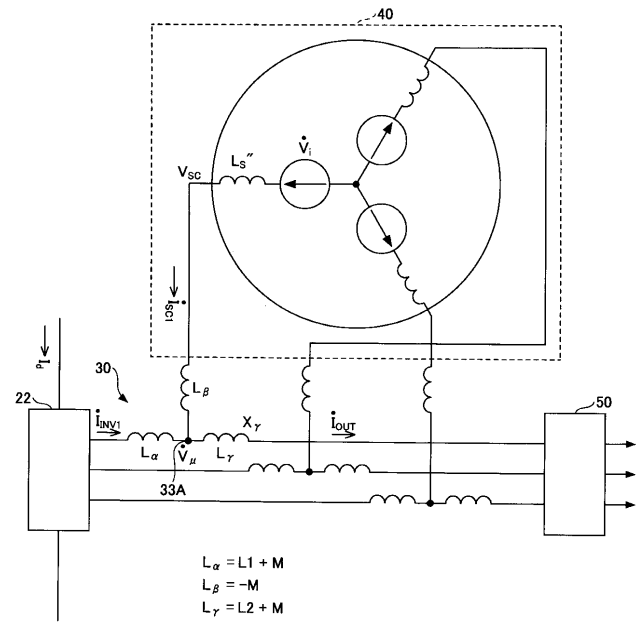 40
V̇i
LS″
VSC
İSC1
Id
30
Lβ
22
İINV1
Xγ
İOUT
50
Lα
V̇μ
Lγ
33A
Lα = L1 + M
Lβ = −M
Lγ = L2 + M